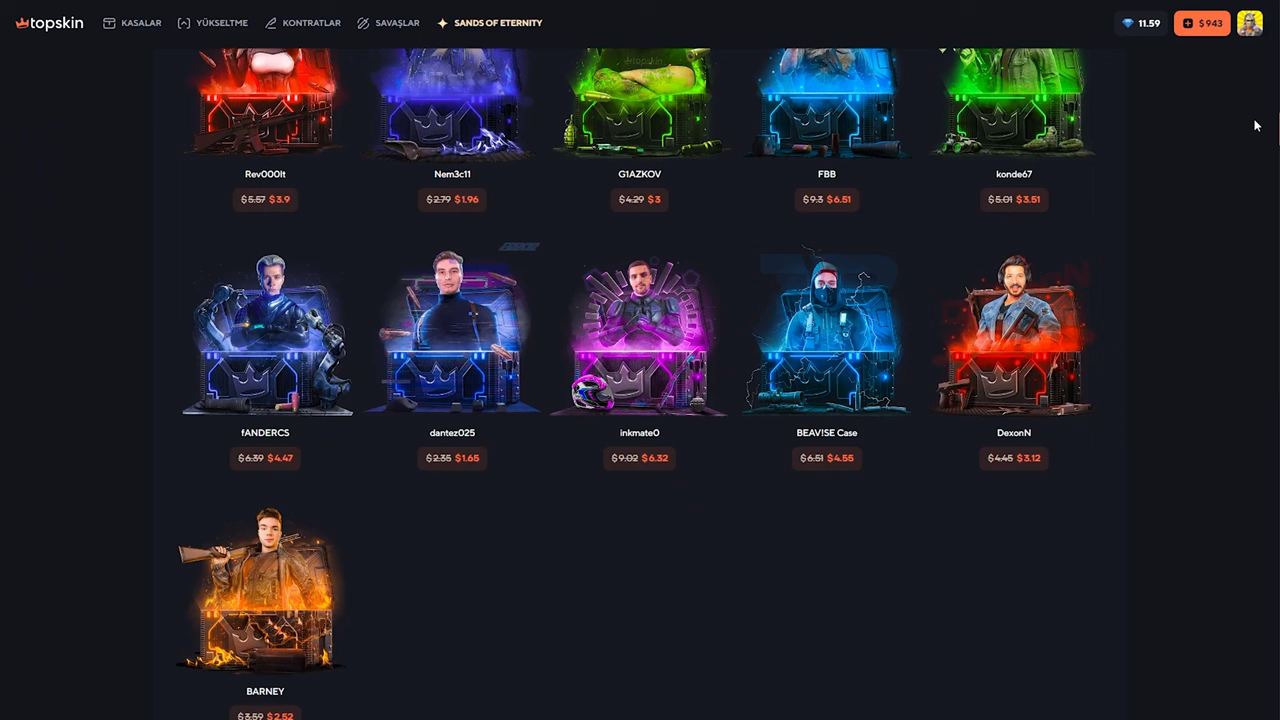 topskin KASALAR YÜKSELTME KONTRATLAR SAVAŞLAR SANDS OF ETERNITY 11.59 $943
Rev000lt Nem3c11 G1AZKOV FBB konde67
$5.57 $3.9 $2.79 $1.96 $4.29 $3 $9.3 $6.51 $5.01 $3.51
fANDERCS dantez025 inkmate0 BEAV!SE Case DexonN
$6.39 $4.47 $2.35 $1.65 $9.02 $6.32 $6.51 $4.55 $4.45 $3.12
BARNEY
$3.59 $2.52